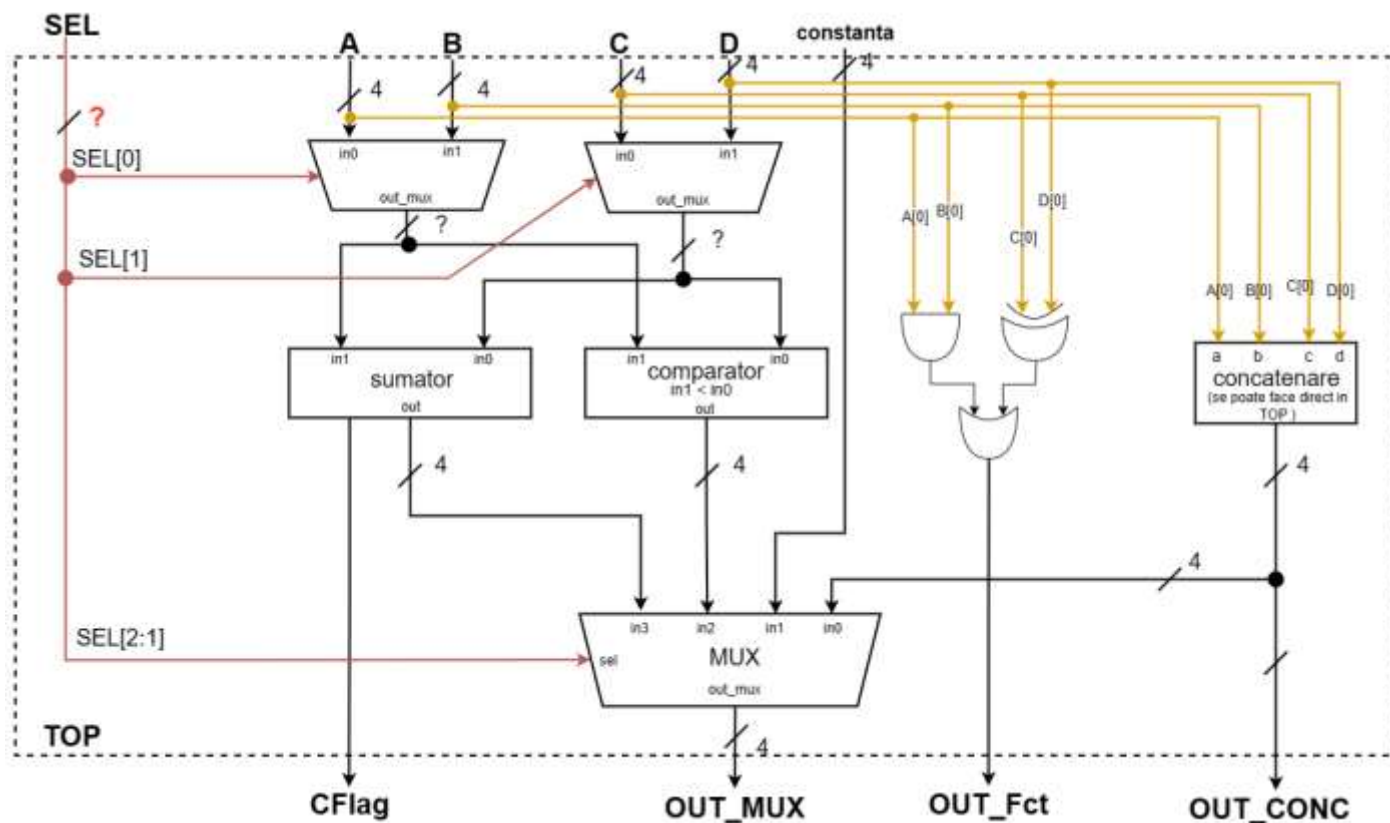 SEL
A
B
C
D
constanta
4
4
4
4
4
?
SEL[0]
in0
in1
out_mux
?
in0
in1
out_mux
?
SEL[1]
A[0]
B[0]
C[0]
D[0]
A[0]
B[0]
C[0]
D[0]
in1
in0
sumator
out
4
in1
in0
comparator
in1 < in0
out
4
a
b
c
d
concatenare
(se poate face direct in
TOP )
4
4
SEL[2:1]
in3
in2
in1
in0
sel
MUX
out_mux
4
TOP
CFlag
OUT_MUX
OUT_Fct
OUT_CONC